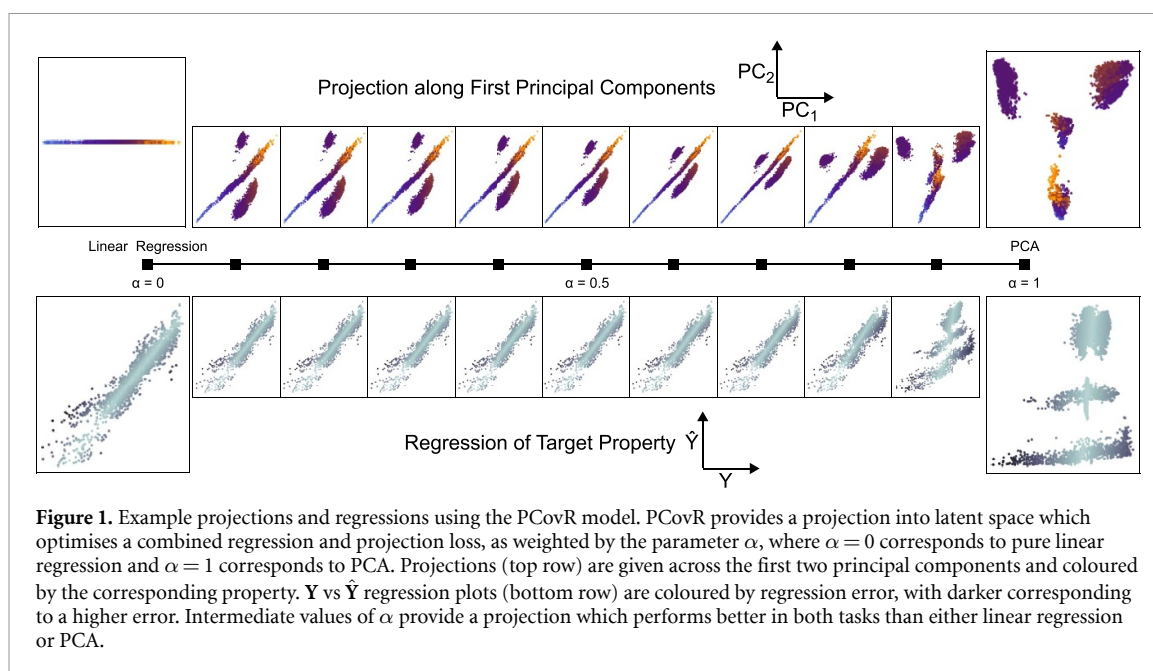 PC₂
Projection along First Principal Components
PC₁
Linear Regression
PCA
α = 0
α = 0.5
α = 1
Regression of Target Property
Ŷ
Y
Figure 1. Example projections and regressions using the PCovR model. PCovR provides a projection into latent space which
optimises a combined regression and projection loss, as weighted by the parameter α, where α = 0 corresponds to pure linear
regression and α = 1 corresponds to PCA. Projections (top row) are given across the first two principal components and coloured
by the corresponding property. Y vs Ŷ regression plots (bottom row) are coloured by regression error, with darker corresponding
to a higher error. Intermediate values of α provide a projection which performs better in both tasks than either linear regression
or PCA.